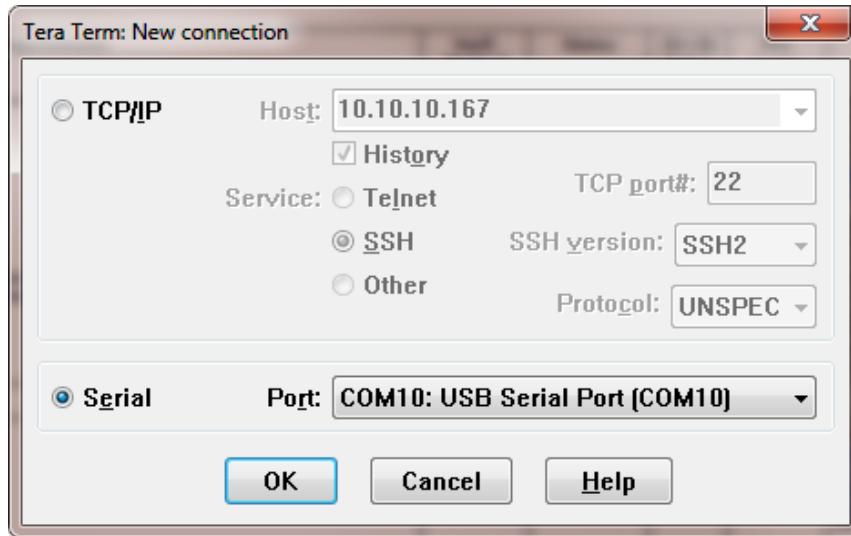 Tera Term: New connection
TCP/IP Host: 10.10.10.167
History
Service: Telnet TCP port#: 22
SSH SSH version: SSH2
Other Protocol: UNSPEC
Serial Port: COM10: USB Serial Port (COM10)
OK Cancel Help